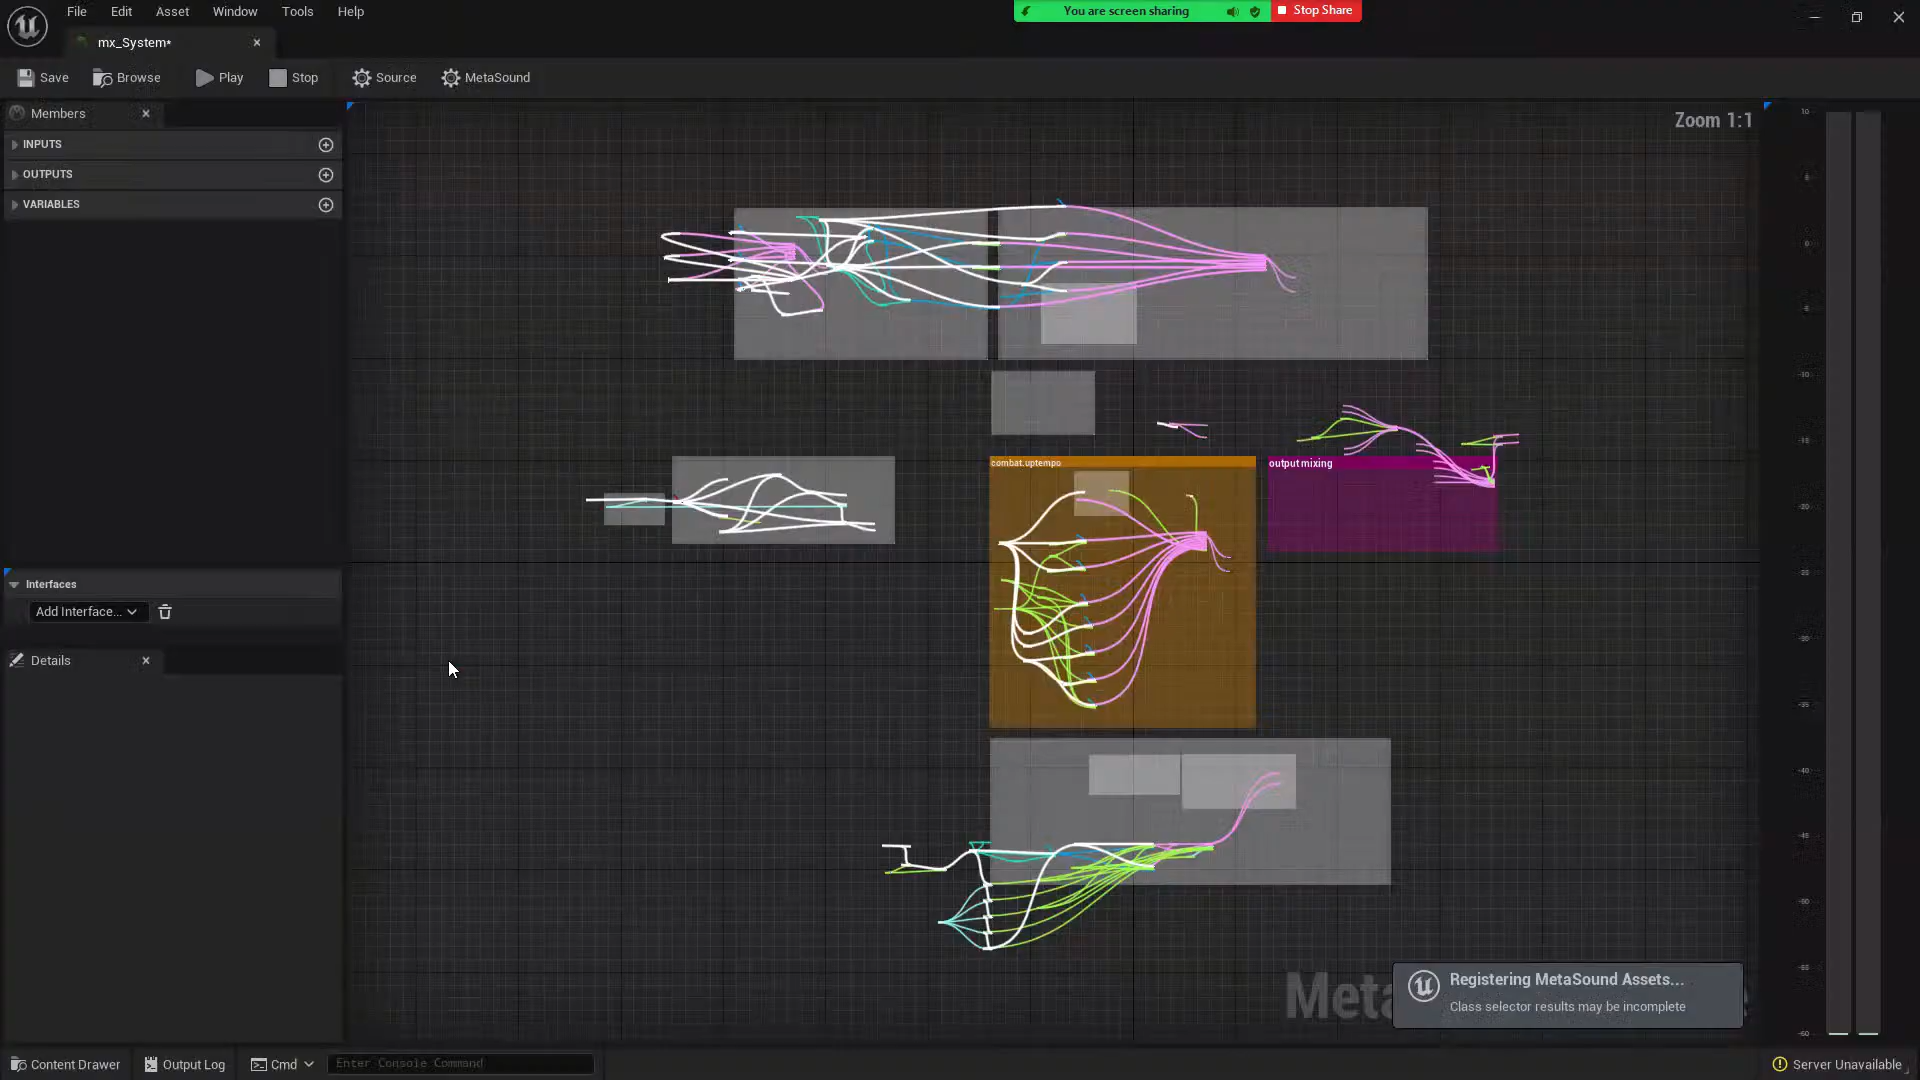 File Edit Asset Window Tools Help
You are screen sharing
Stop Share
mx_System*
Save Browse Play Stop Source MetaSound
Members
Zoom 1:1
INPUTS
OUTPUTS
VARIABLES
combat.uptempo
output mixing
Interfaces
Add Interface...
Details
Registering MetaSound Assets...
Class selector results may be incomplete
Content Drawer Output Log Cmd Enter Console Command Server Unavailable